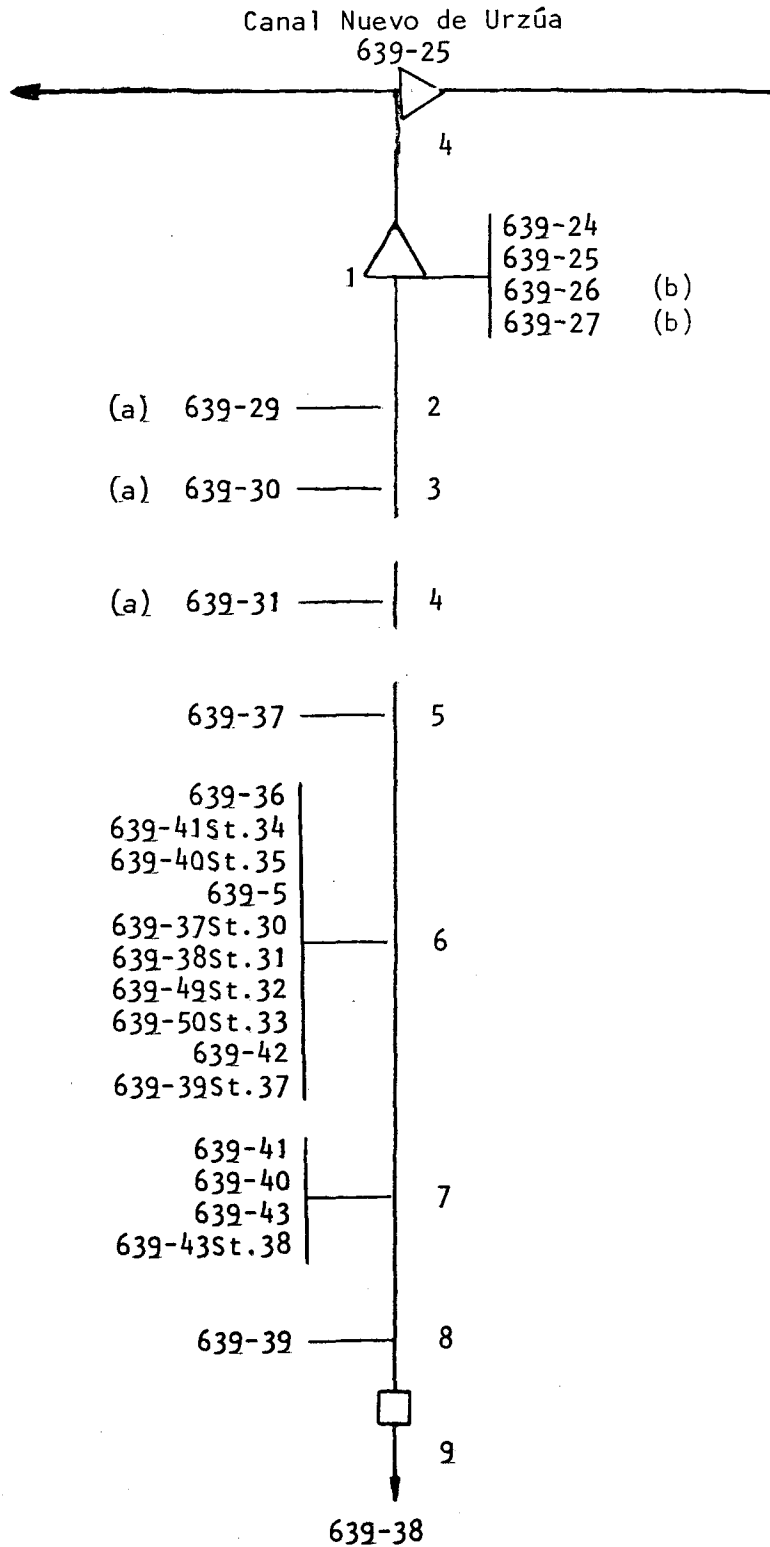 Canal Nuevo de Urzúa
639-25
4
1
639-24
639-25
639-26 (b)
639-27 (b)
(a) 639-29 2
(a) 639-30 3
(a) 639-31 4
639-37 5
639-36
639-41St.34
639-40St.35
639-5
639-37St.30
639-38St.31
639-49St.32
639-50St.33
639-42
639-39St.37
6
639-41
639-40
639-43
639-43St.38
7
639-39 8
9
639-38